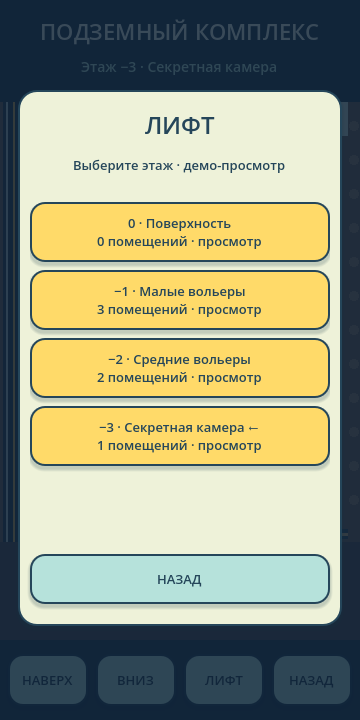 ПОДЗЕМНЫЙ КОМПЛЕКС
Этаж −3 · Секретная камера
ЛИФТ
Выберите этаж · демо-просмотр
0 · Поверхность
0 помещений · просмотр
−1 · Малые вольеры
3 помещений · просмотр
−2 · Средние вольеры
2 помещений · просмотр
−3 · Секретная камера ←
1 помещений · просмотр
НАЗАД
НАВЕРХ ВНИЗ ЛИФТ НАЗАД